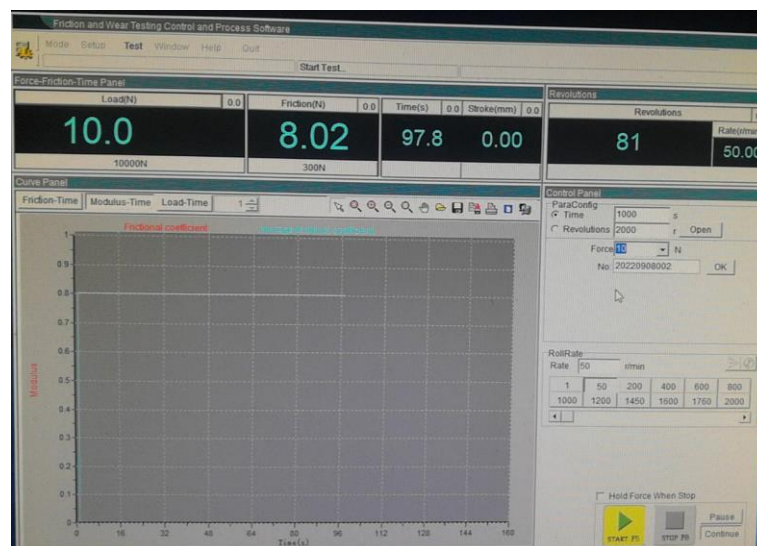 Friction and Wear Testing Control and Process Software
Mode Setup Test Window Help Quit
Start Test...
Force-Friction-Time Panel
Load(N) 0.0 Friction(N) 0.0 Time(s) 0.0 Stroke(mm) 0.0
10.0 8.02 97.8 0.00
10000N 300N
Revolutions
Revolutions
81
Rate(r/min
50.00
Curve Panel
Friction-Time Modulus-Time Load-Time 1
Frictional coefficient
1
0.9
0.8
0.7
0.6
0.5
0.4
0.3
0.2
0.1
0
Modulus
0 16 32 48 64 80 96 112 128 144 160
Time(s)
Control Panel
ParaConfig
Time 1000 s
Revolutions 2000 r Open
Force 10 N
No 20220908002 OK
RollRate
Rate 50 r/min
1 50 200 400 600 800
1000 1200 1450 1600 1760 2000
Hold Force When Stop
START F5 STOP F6 Pause
Continue